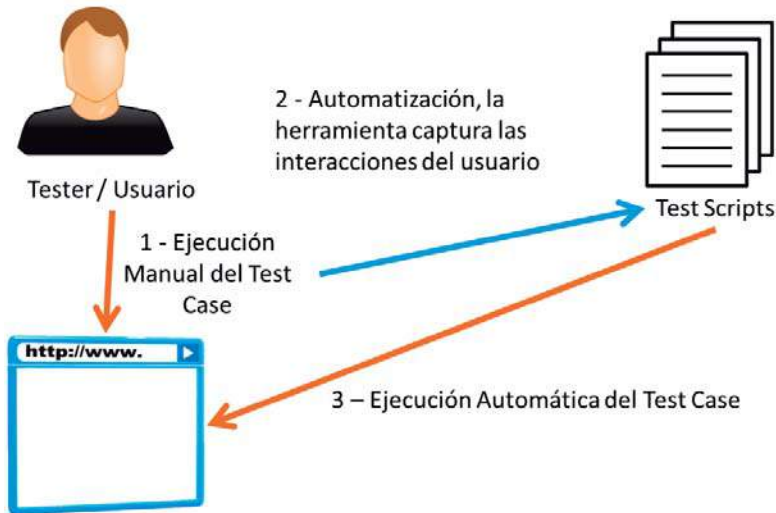 2 - Automatización, la
herramienta captura las
interacciones del usuario
Tester / Usuario
Test Scripts
1 - Ejecución
Manual del Test
Case
http://www.
3 – Ejecución Automática del Test Case